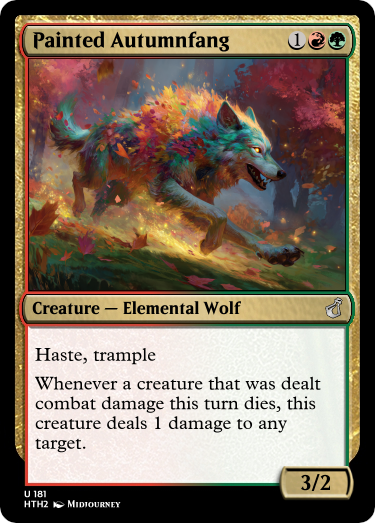 Painted Autumnfang 1
Creature — Elemental Wolf
Haste, trample
Whenever a creature that was dealt
combat damage this turn dies, this
creature deals 1 damage to any
target.
3/2
U 181
HTH2 Midjourney